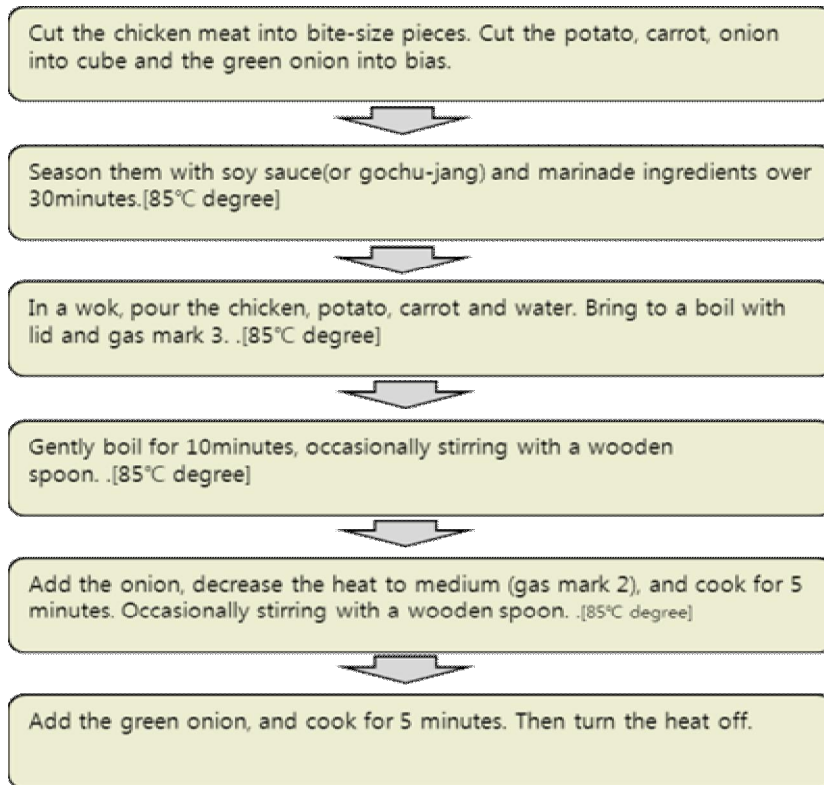 Cut the chicken meat into bite-size pieces. Cut the potato, carrot, onion
into cube and the green onion into bias.
Season them with soy sauce(or gochu-jang) and marinade ingredients over
30minutes.[85℃ degree]
In a wok, pour the chicken, potato, carrot and water. Bring to a boil with
lid and gas mark 3. .[85℃ degree]
Gently boil for 10minutes, occasionally stirring with a wooden
spoon. .[85℃ degree]
Add the onion, decrease the heat to medium (gas mark 2), and cook for 5
minutes. Occasionally stirring with a wooden spoon. .[85℃ degree]
Add the green onion, and cook for 5 minutes. Then turn the heat off.